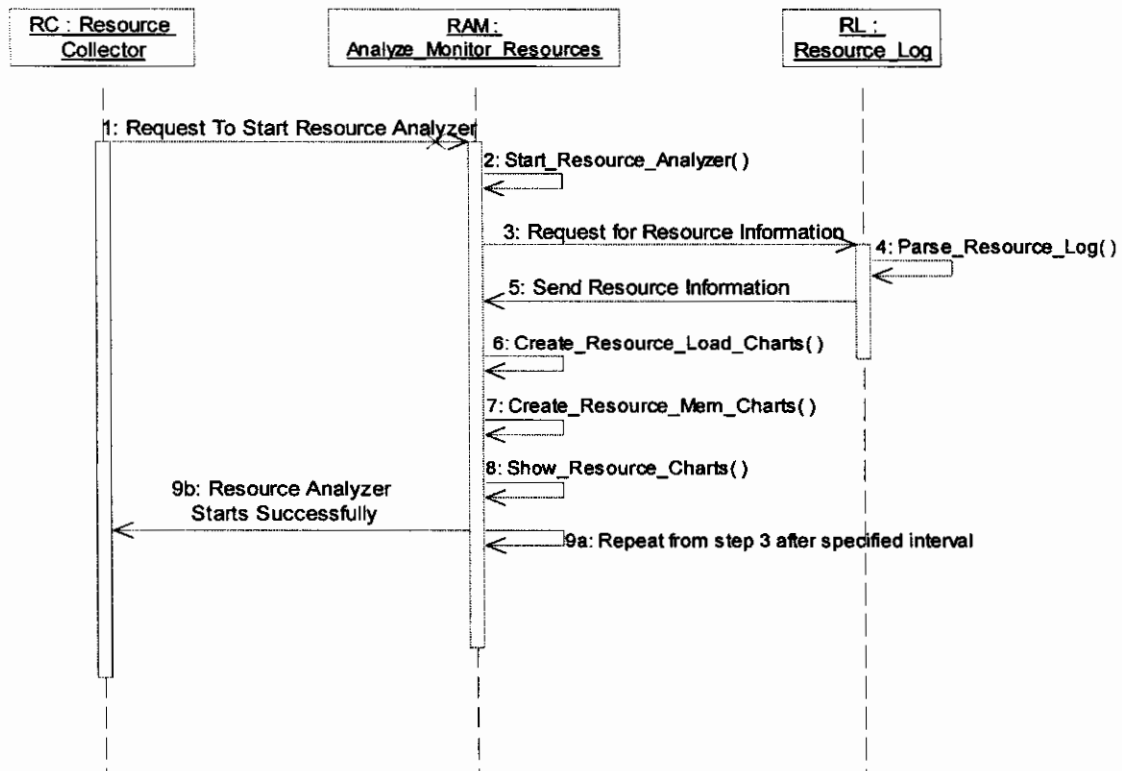 RC : Resource
Collector
RAM :
Analyze_Monitor_Resources
RL :
Resource_Log
1: Request To Start Resource Analyzer
2: Start_Resource_Analyzer( )
3: Request for Resource Information
4: Parse_Resource_Log( )
5: Send Resource Information
6: Create_Resource_Load_Charts( )
7: Create_Resource_Mem_Charts( )
8: Show_Resource_Charts( )
9b: Resource Analyzer
Starts Successfully
9a: Repeat from step 3 after specified interval